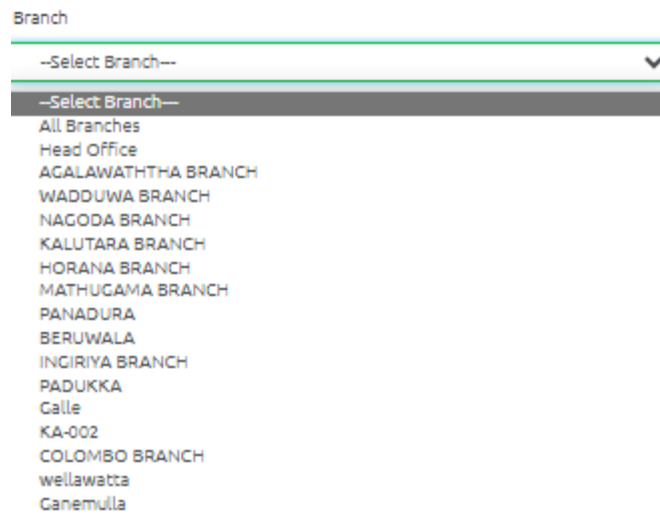 Branch
--Select Branch---
--Select Branch---
All Branches
Head Office
AGALAWATHTHA BRANCH
WADDUWA BRANCH
NAGODA BRANCH
KALUTARA BRANCH
HORANA BRANCH
MATHUGAMA BRANCH
PANADURA
BERUWALA
INGIRIYA BRANCH
PADUKKA
Galle
KA-002
COLOMBO BRANCH
wellawatta
Ganemulla